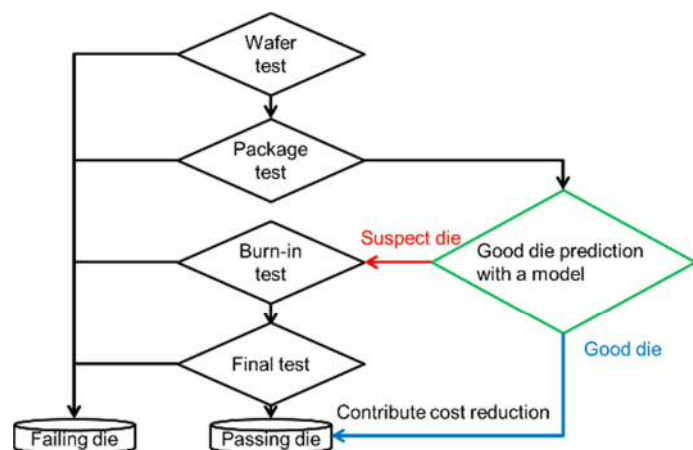 Wafer
test
Package
test
Suspect die
Good die prediction
with a model
Burn-in
test
Good die
Final test
Contribute cost reduction
Failing die
Passing die